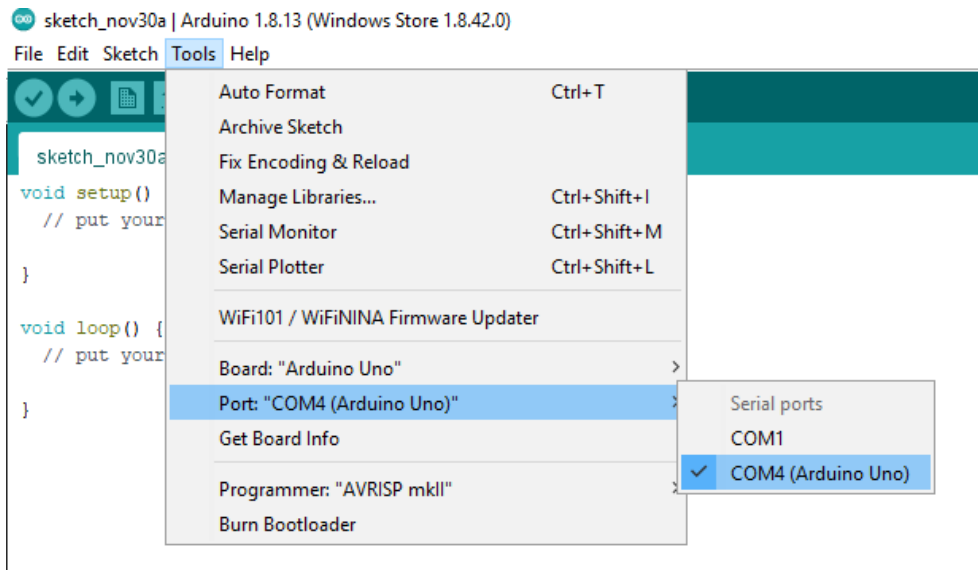 sketch_nov30a | Arduino 1.8.13 (Windows Store 1.8.42.0)
File Edit Sketch Tools Help
sketch_nov30a
void setup()
// put your
}
void loop() {
// put your
}
Auto Format Ctrl+T
Archive Sketch
Fix Encoding & Reload
Manage Libraries... Ctrl+Shift+I
Serial Monitor Ctrl+Shift+M
Serial Plotter Ctrl+Shift+L
WiFi101 / WiFiNINA Firmware Updater
Board: "Arduino Uno"
Port: "COM4 (Arduino Uno)"
Get Board Info
Programmer: "AVRISP mkII"
Burn Bootloader
Serial ports
COM1
COM4 (Arduino Uno)